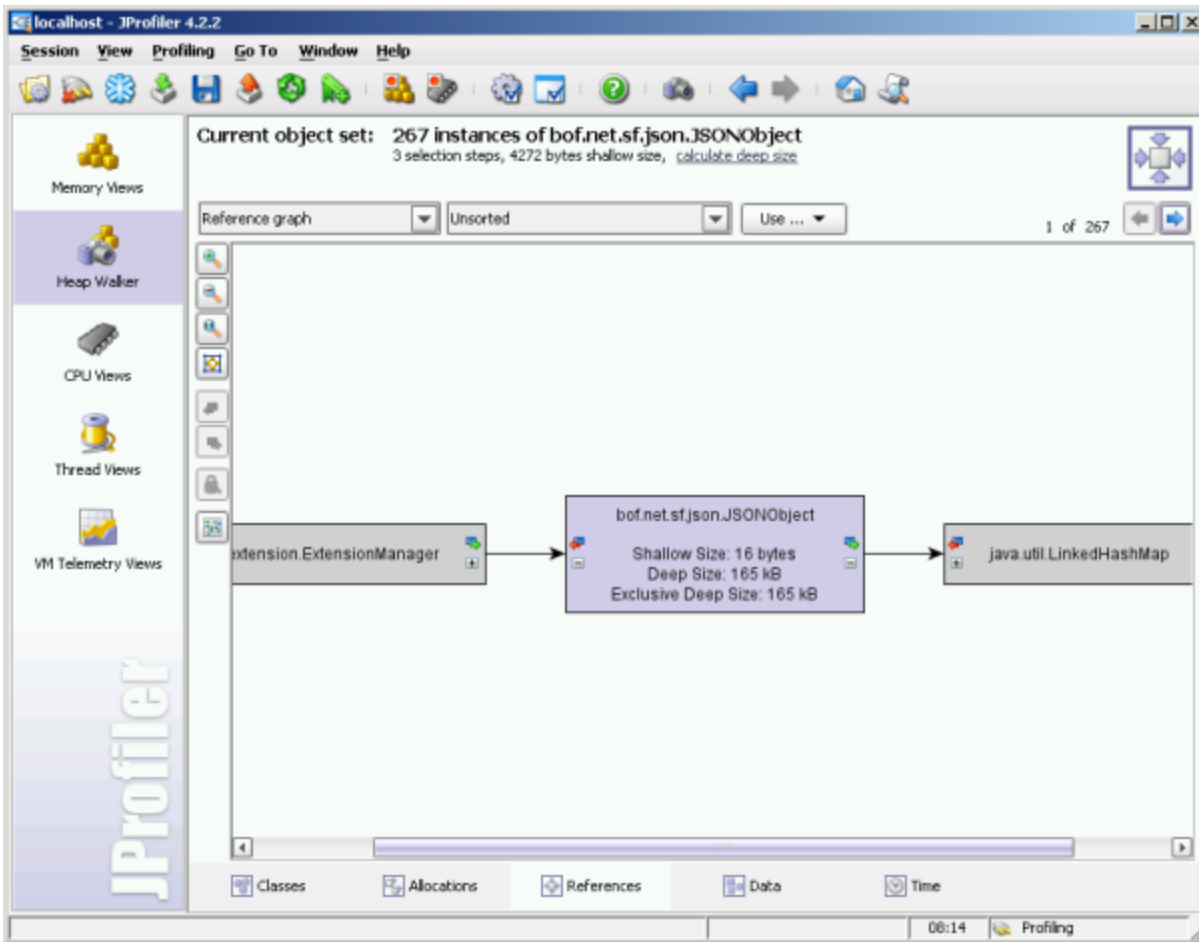 localhost - JProfiler 4.2.2
Session View Profiling Go To Window Help
Current object set: 267 instances of bof.net.sf.json.JSONObject
3 selection steps, 4272 bytes shallow size, calculate deep size
Memory Views
Reference graph Unsorted Use ... 1 of 267
Heap Walker
CPU Views
Thread Views
VM Telemetry Views
extension.ExtensionManager
bof.net.sf.json.JSONObject
Shallow Size: 16 bytes
Deep Size: 165 kB
Exclusive Deep Size: 165 kB
java.util.LinkedHashMap
JProfiler
Classes Allocations References Data Time
08:14 Profiling